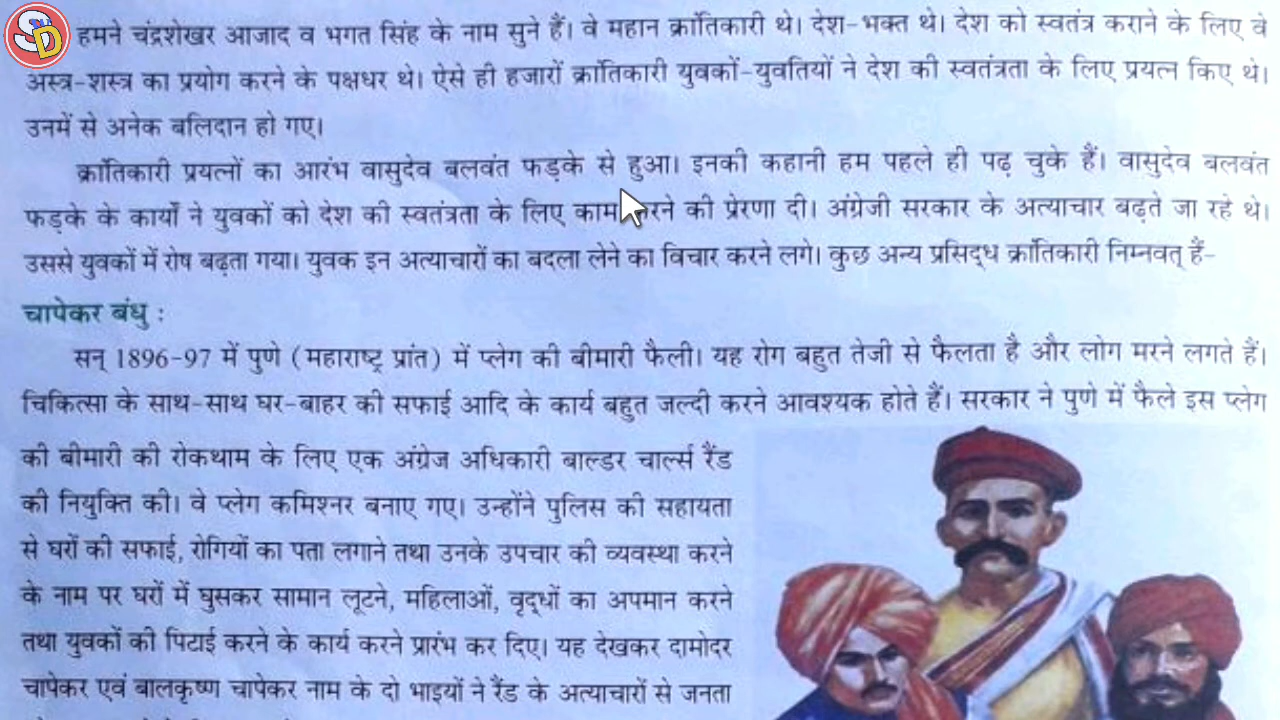 SD
हमने चंद्रशेखर आजाद व भगत सिंह के नाम सुने हैं। वे महान क्रांतिकारी थे। देश-भक्त थे। देश को स्वतंत्र कराने के लिए वे
अस्त्र-शस्त्र का प्रयोग करने के पक्षधर थे। ऐसे ही हजारों क्रांतिकारी युवकों-युवतियों ने देश की स्वतंत्रता के लिए प्रयत्न किए थे।
उनमें से अनेक बलिदान हो गए।
क्रांतिकारी प्रयत्नों का आरंभ वासुदेव बलवंत फड़के से हुआ। इनकी कहानी हम पहले ही पढ़ चुके हैं। वासुदेव बलवंत
फड़के के कार्यों ने युवकों को देश की स्वतंत्रता के लिए काम करने की प्रेरणा दी। अंग्रेजी सरकार के अत्याचार बढ़ते जा रहे थे।
उससे युवकों में रोष बढ़ता गया। युवक इन अत्याचारों का बदला लेने का विचार करने लगे। कुछ अन्य प्रसिद्ध क्रांतिकारी निम्नवत् हैं-
चापेकर बंधु :
सन् 1896-97 में पुणे (महाराष्ट्र प्रांत) में प्लेग की बीमारी फैली। यह रोग बहुत तेजी से फैलता है और लोग मरने लगते हैं।
चिकित्सा के साथ-साथ घर-बाहर की सफाई आदि के कार्य बहुत जल्दी करने आवश्यक होते हैं। सरकार ने पुणे में फैले इस प्लेग
की बीमारी की रोकथाम के लिए एक अंग्रेज अधिकारी बाल्डर चार्ल्स रैंड
की नियुक्ति की। वे प्लेग कमिश्नर बनाए गए। उन्होंने पुलिस की सहायता
से घरों की सफाई, रोगियों का पता लगाने तथा उनके उपचार की व्यवस्था करने
के नाम पर घरों में घुसकर सामान लूटने, महिलाओं, वृद्धों का अपमान करने
तथा युवकों की पिटाई करने के कार्य करने प्रारंभ कर दिए। यह देखकर दामोदर
चापेकर एवं बालकृष्ण चापेकर नाम के दो भाइयों ने रैंड के अत्याचारों से जनता